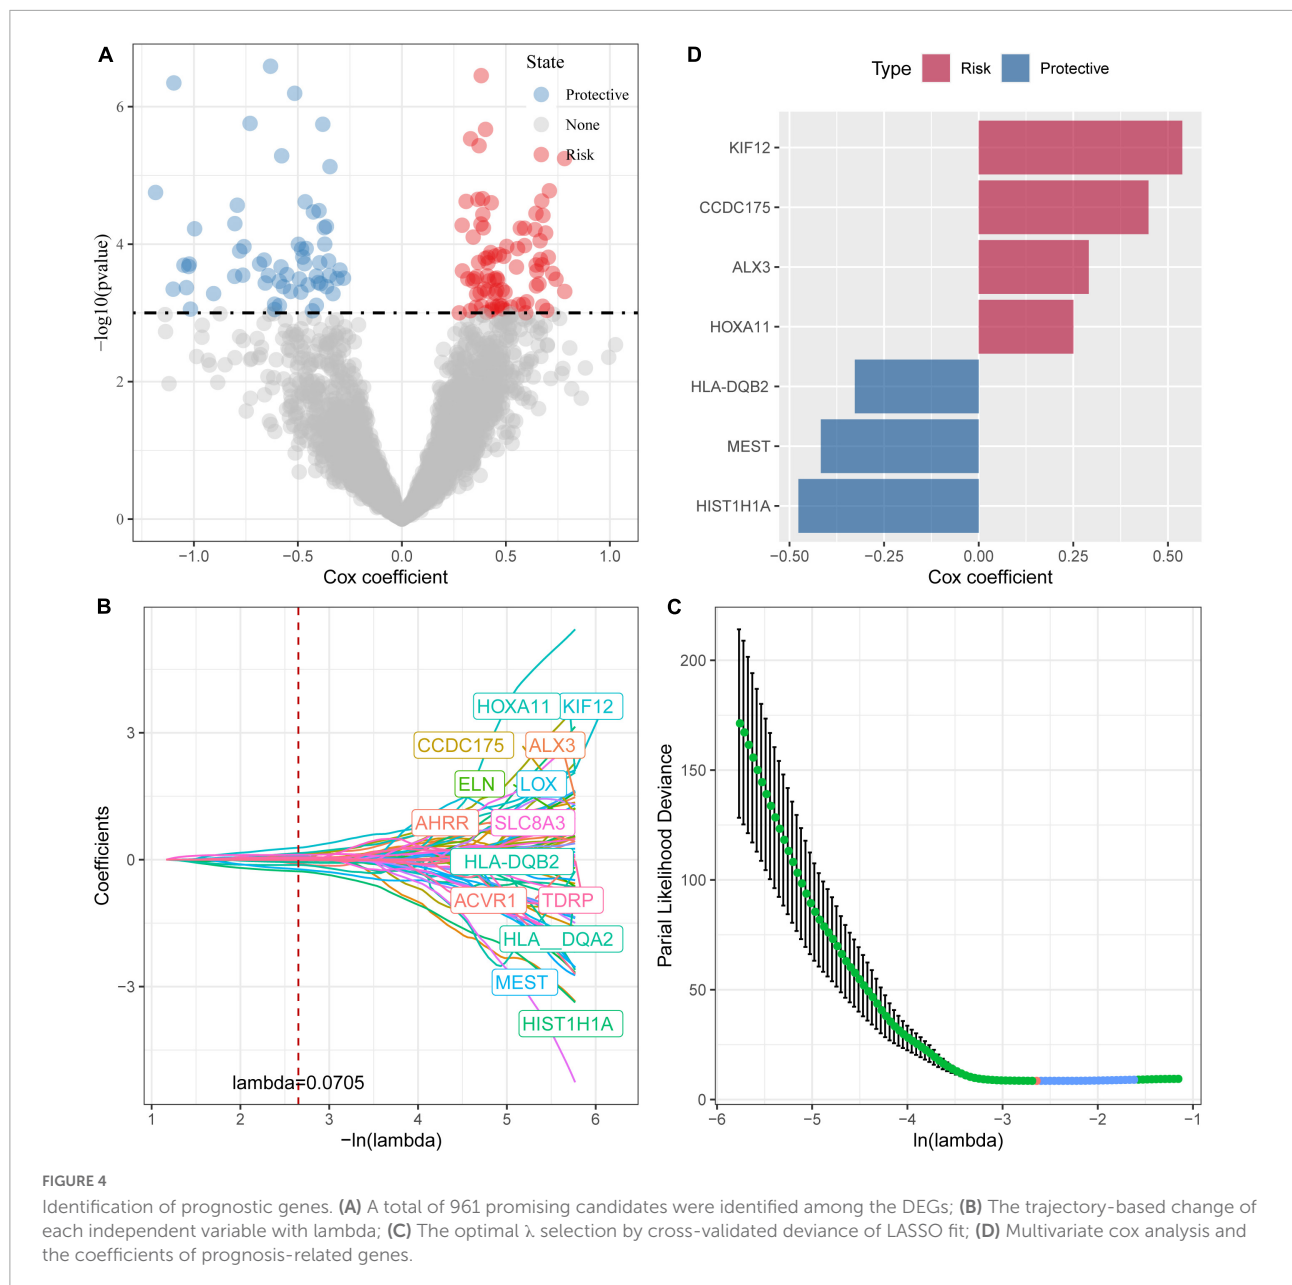 A
State
Protective
None
Risk
6
4
2
0
−log10(pvalue)
−1.0
−0.5
0.0
0.5
1.0
Cox coefficient
D
Type
Risk
Protective
KIF12
CCDC175
ALX3
HOXA11
HLA-DQB2
MEST
HIST1H1A
−0.50
−0.25
0.00
0.25
0.50
Cox coefficient
B
HOXA11
KIF12
CCDC175
ALX3
ELN
LOX
AHRR
SLC8A3
HLA-DQB2
ACVR1
TDRP
HLA__DQA2
MEST
HIST1H1A
3
0
−3
Coefficients
lambda=0.0705
1
2
3
4
5
6
−ln(lambda)
C
200
150
100
50
0
Parial Likelihood Deviance
−6
−5
−4
−3
−2
−1
ln(lambda)
FIGURE 4
Identification of prognostic genes. (A) A total of 961 promising candidates were identified among the DEGs; (B) The trajectory-based change of
each independent variable with lambda; (C) The optimal λ selection by cross-validated deviance of LASSO fit; (D) Multivariate cox analysis and
the coefficients of prognosis-related genes.